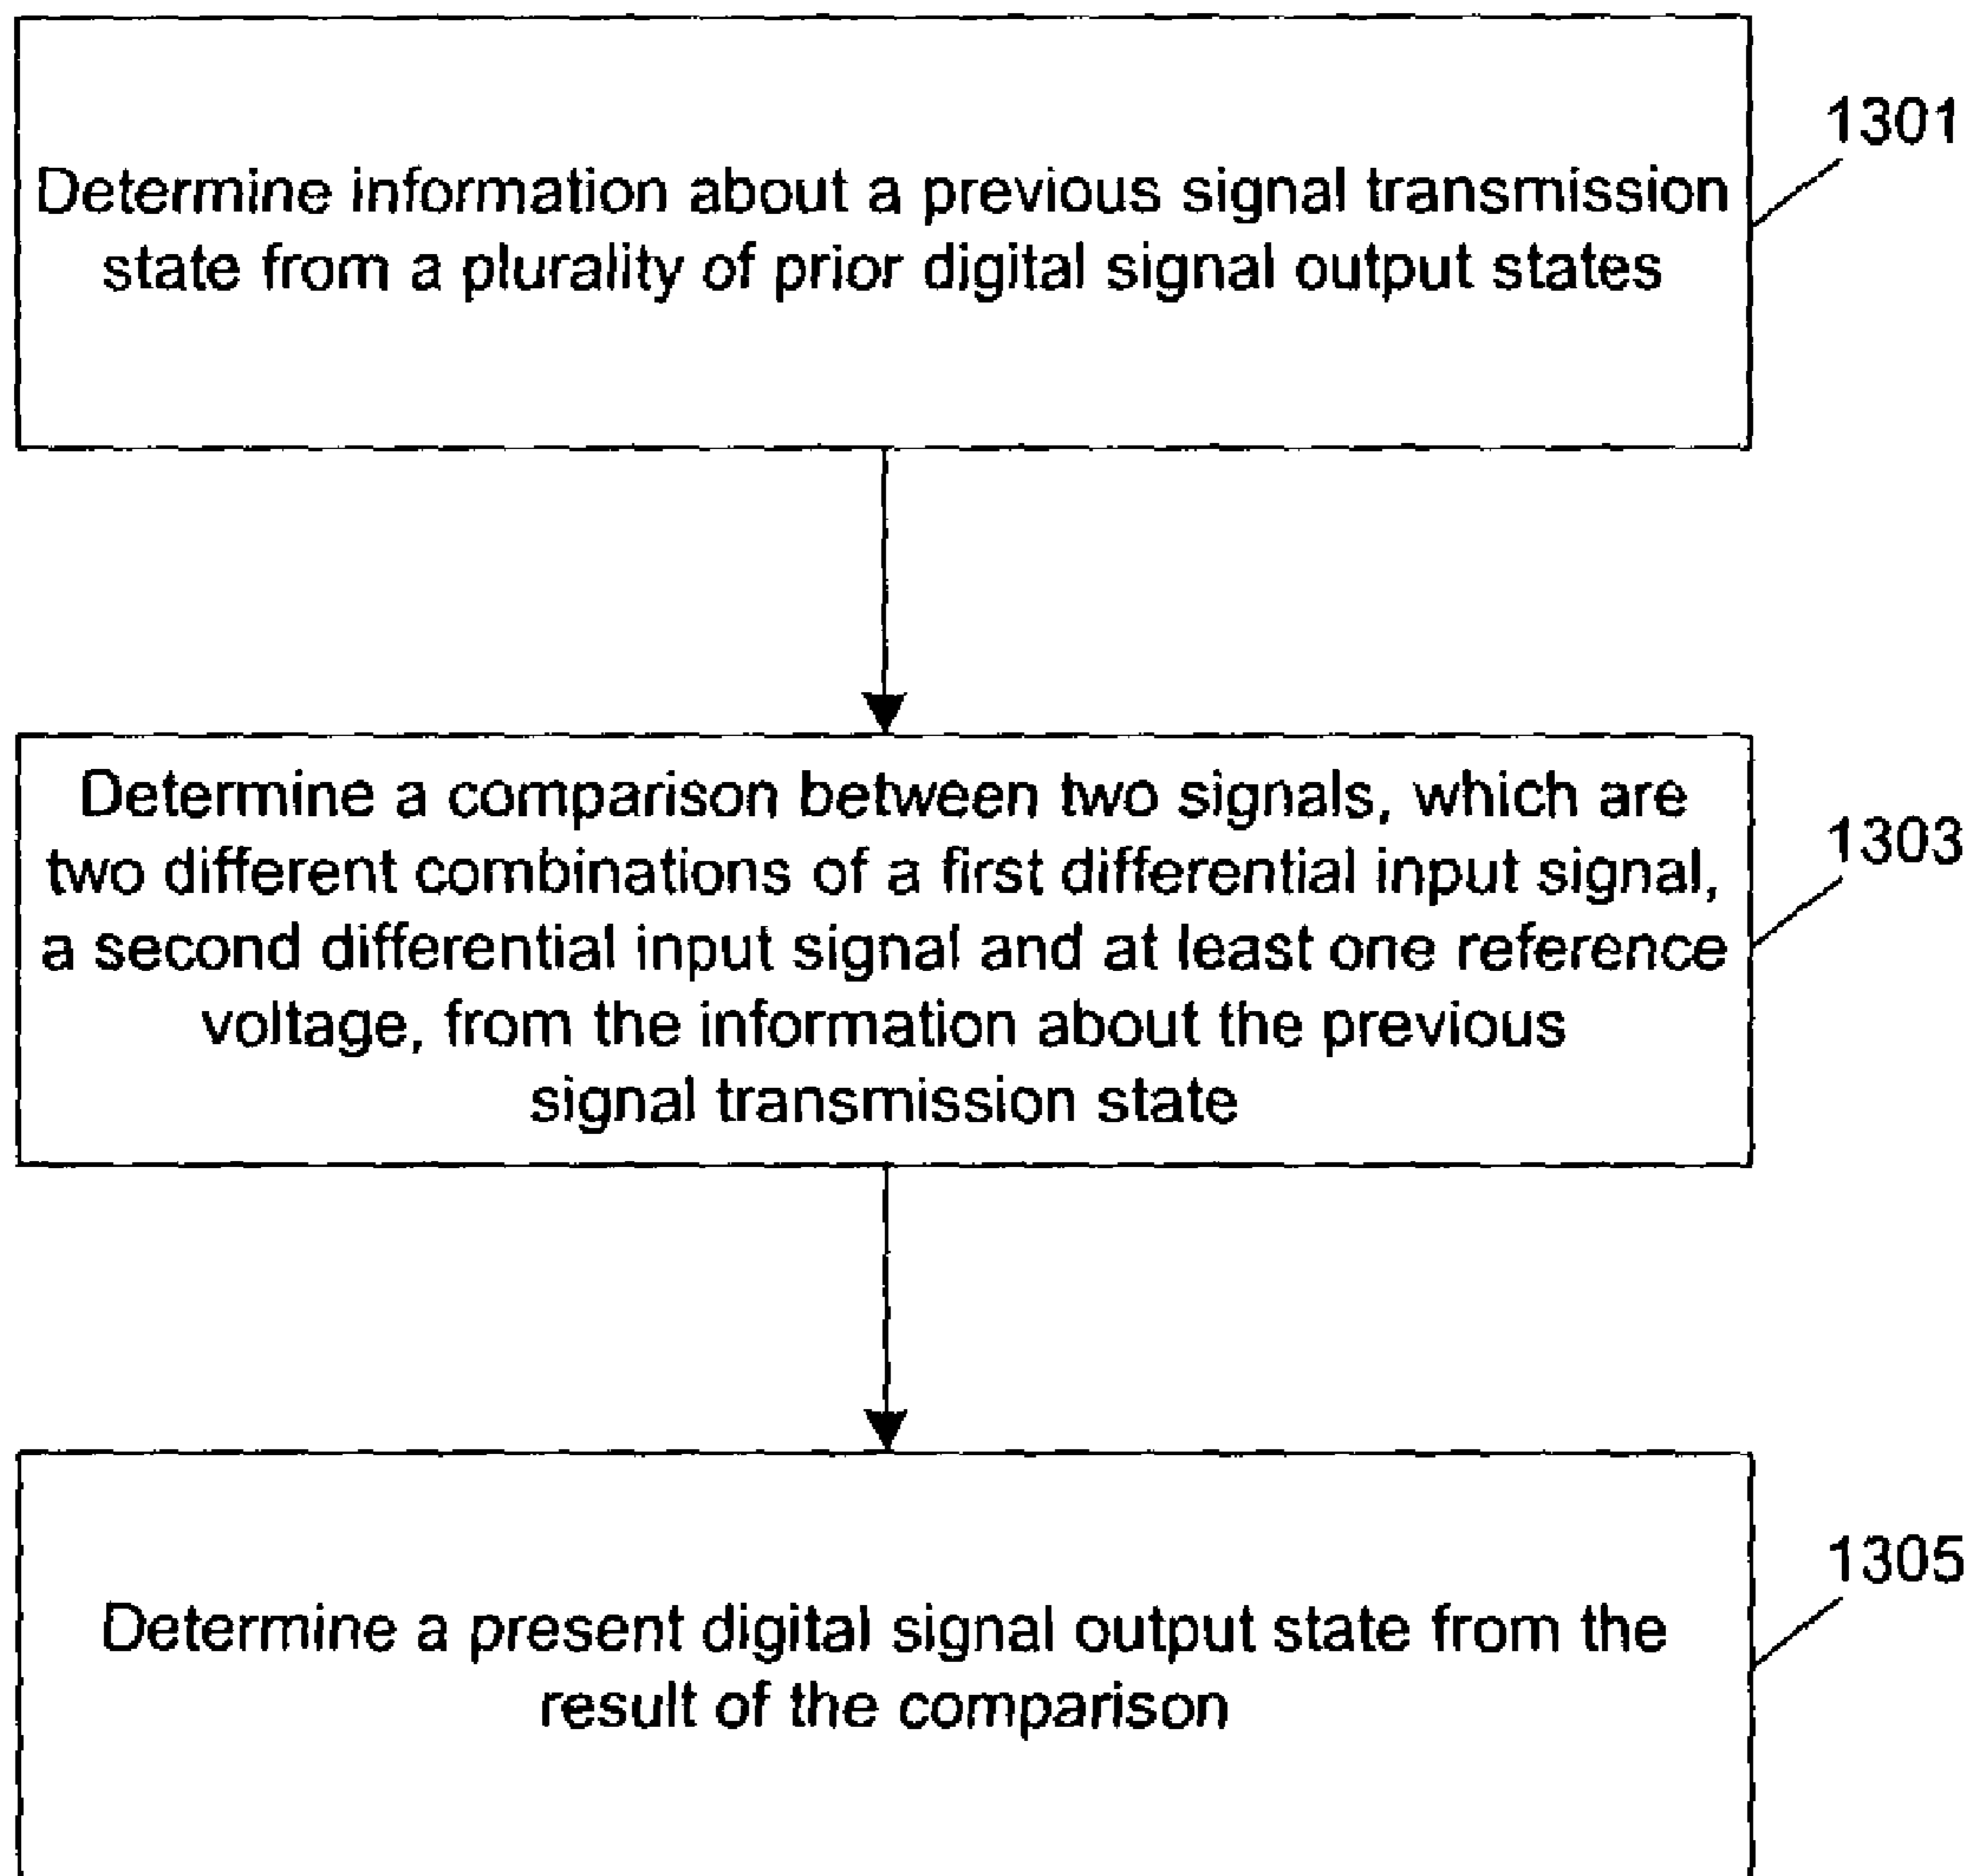 1301
Determine information about a previous signal transmission
state from a plurality of prior digital signal output states
1303
Determine a comparison between two signals, which are
two different combinations of a first differential input signal,
a second differential input signal and at least one reference
voltage, from the information about the previous
signal transmission state
1305
Determine a present digital signal output state from the
result of the comparison